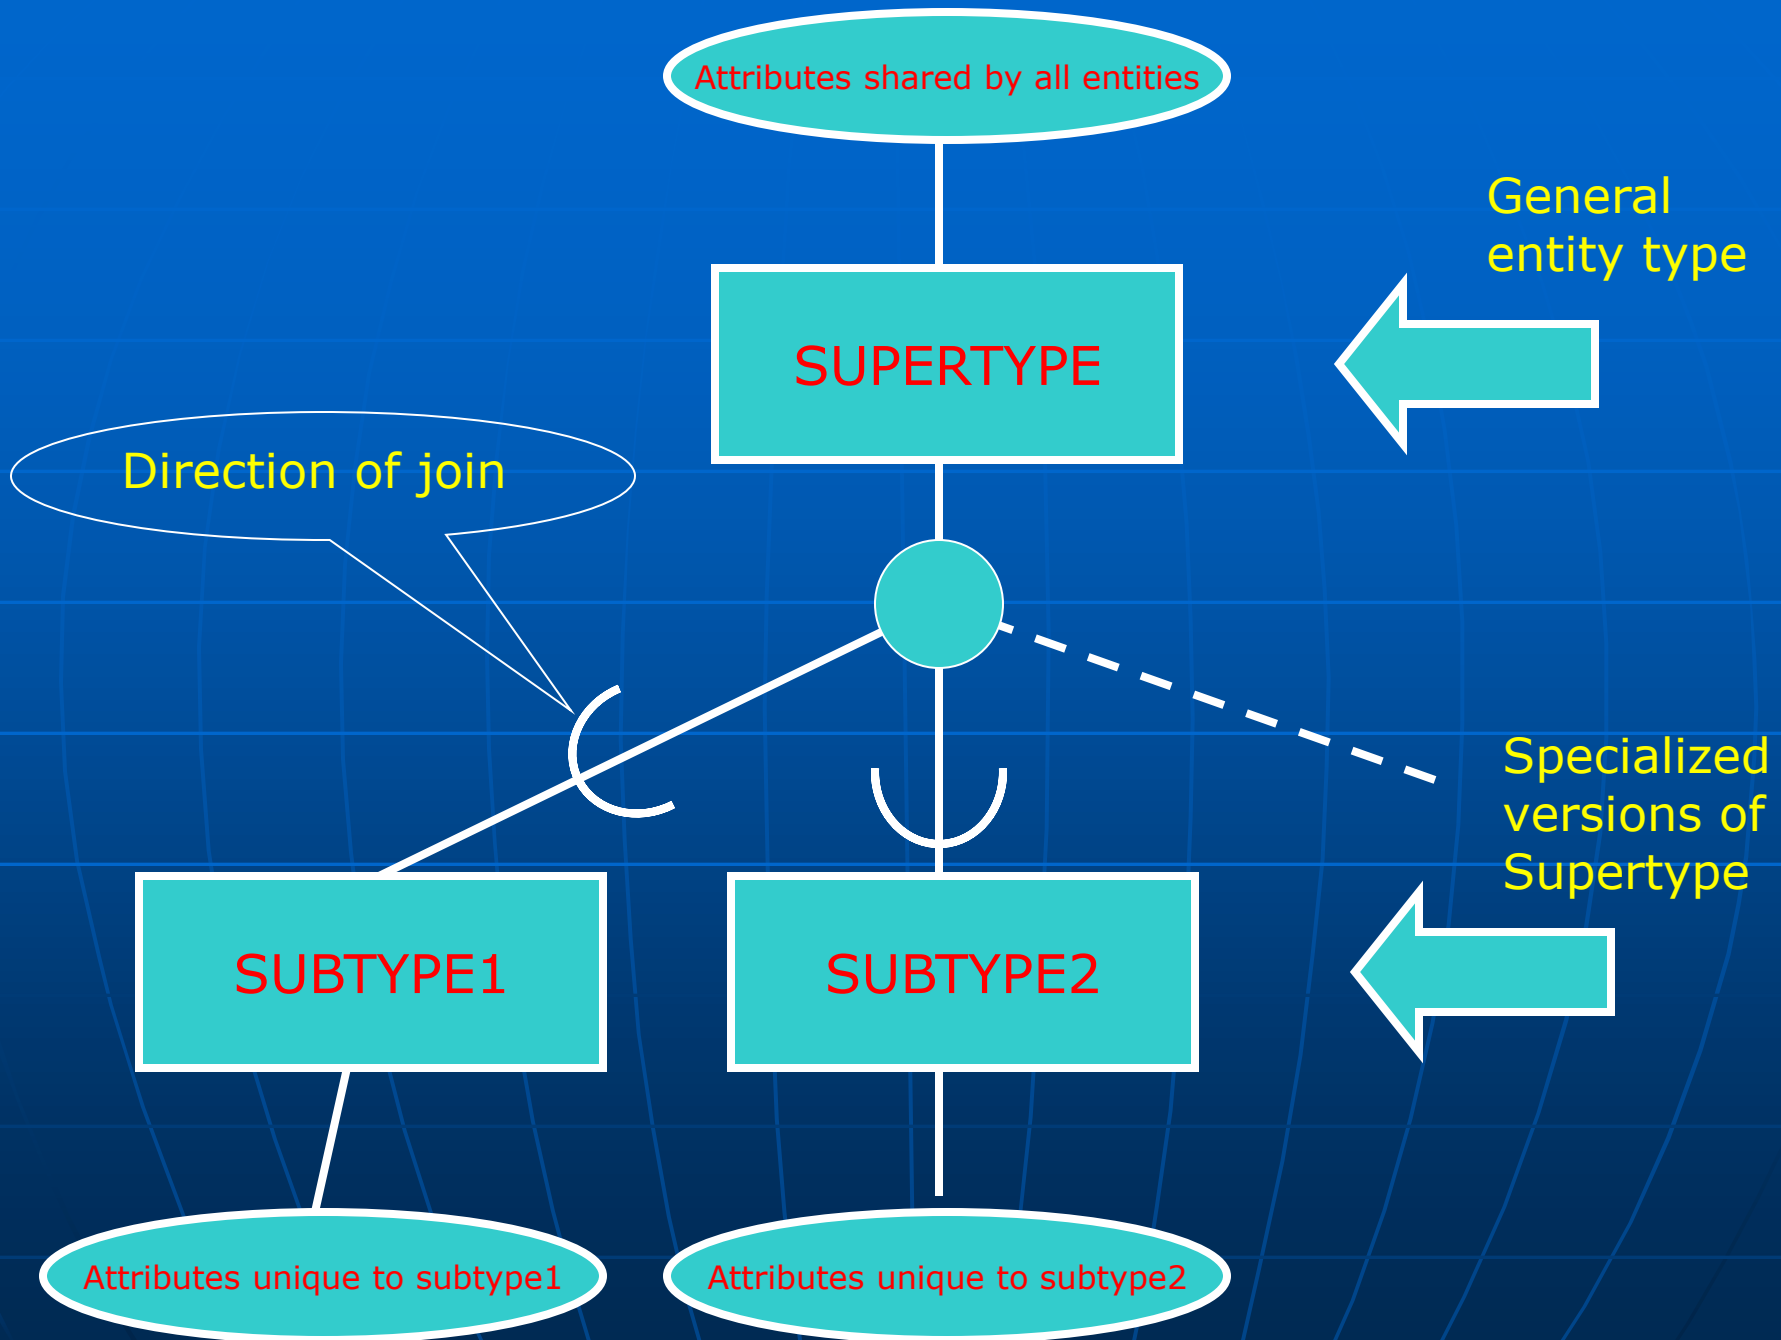 Attributes shared by all entities
General
entity type
SUPERTYPE
Direction of join
Specialized
versions of
Supertype
SUBTYPE1
SUBTYPE2
Attributes unique to subtype1
Attributes unique to subtype2